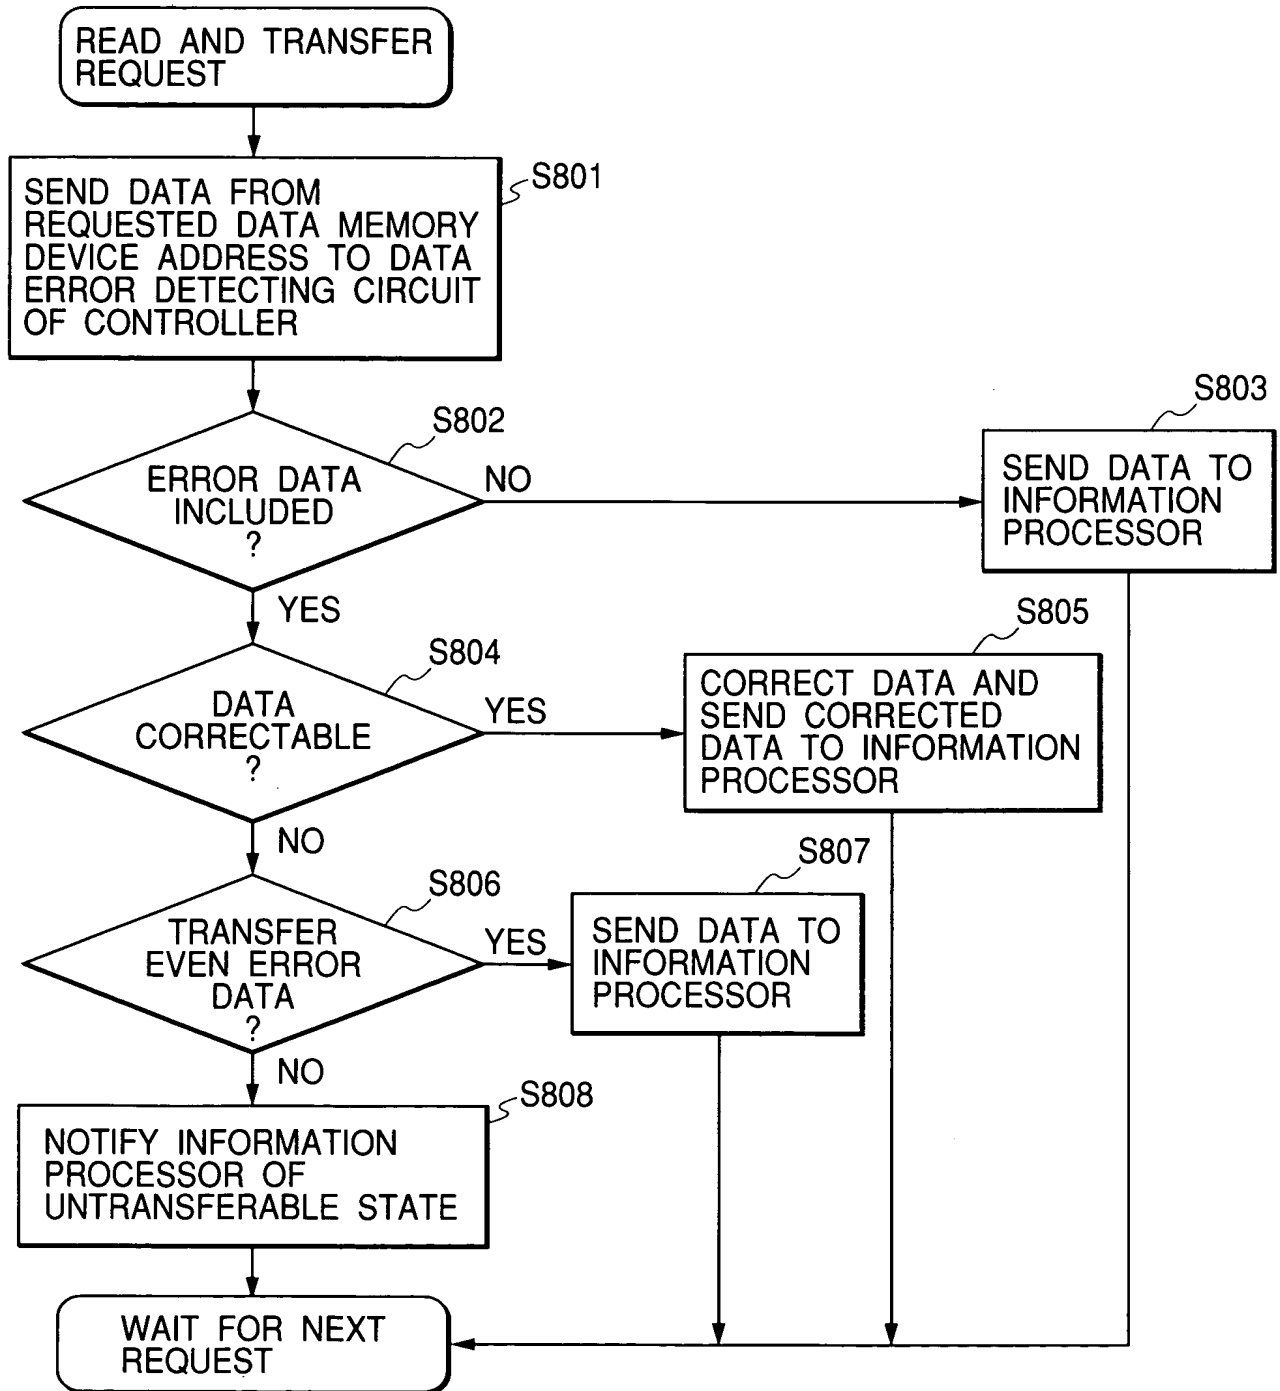 READ AND TRANSFER
REQUEST
S801
SEND DATA FROM
REQUESTED DATA MEMORY
DEVICE ADDRESS TO DATA
ERROR DETECTING CIRCUIT
OF CONTROLLER
S802
ERROR DATA
INCLUDED
?
NO
S803
SEND DATA TO
INFORMATION
PROCESSOR
YES
S804
DATA
CORRECTABLE
?
YES
S805
CORRECT DATA AND
SEND CORRECTED
DATA TO INFORMATION
PROCESSOR
NO
S806
TRANSFER
EVEN ERROR
DATA
?
YES
S807
SEND DATA TO
INFORMATION
PROCESSOR
NO
S808
NOTIFY INFORMATION
PROCESSOR OF
UNTRANSFERABLE STATE
WAIT FOR NEXT
REQUEST